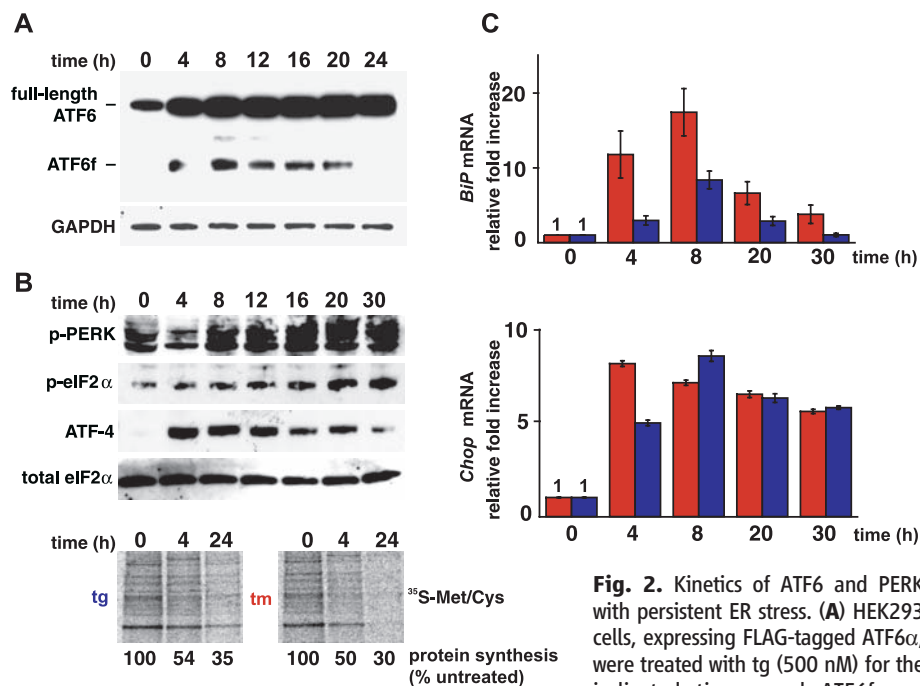 A
time (h) 0 4 8 12 16 20 24
full-length
ATF6
ATF6f
GAPDH
B
time (h) 0 4 8 12 16 20 30
p-PERK
p-eIF2α
ATF-4
total eIF2α
time (h) 0 4 24 0 4 24
tg tm 35S-Met/Cys
100 54 35 100 50 30 protein synthesis
(% untreated)
C
BiP mRNA
relative fold increase
20
10
0
1 1
0 4 8 20 30 time (h)
Chop mRNA
relative fold increase
10
5
0
1 1
0 4 8 20 30 time (h)
Fig. 2. Kinetics of ATF6 and PERK
with persistent ER stress. (A) HEK293
cells, expressing FLAG-tagged ATF6α,
were treated with tg (500 nM) for the